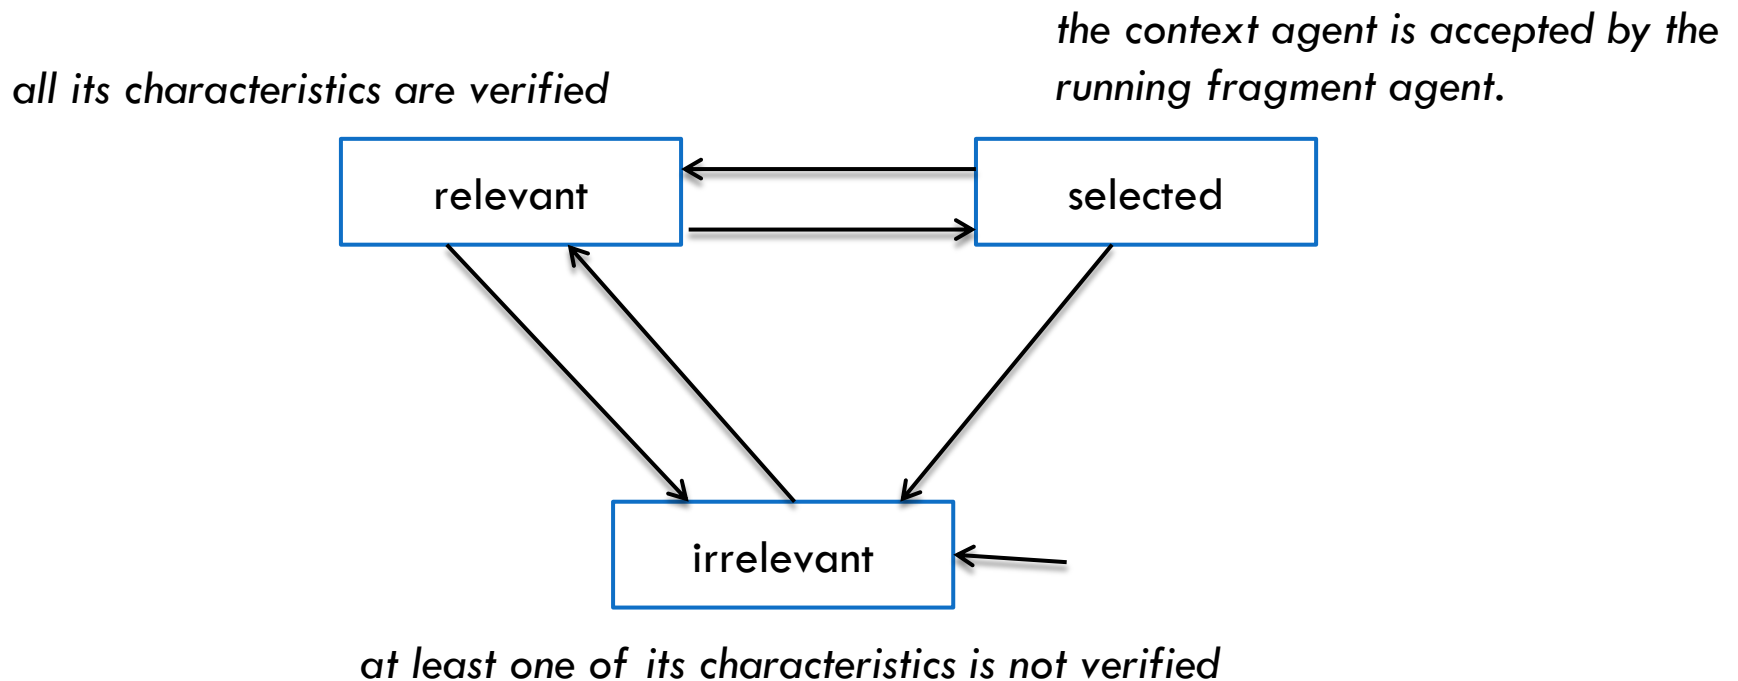 the context agent is accepted by the
running fragment agent.
all its characteristics are verified
relevant
selected
irrelevant
at least one of its characteristics is not verified